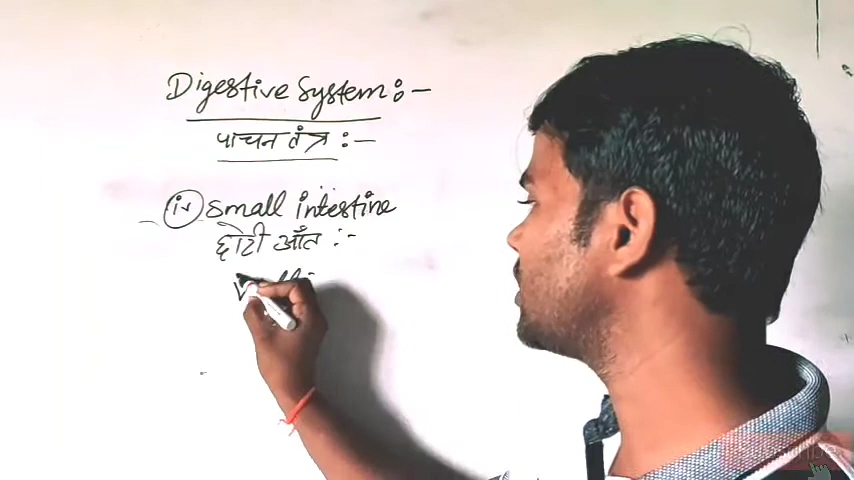 Digestive System:-
पाचन तंत्र :-
(iv) Small intestine
छोटी आँत :-